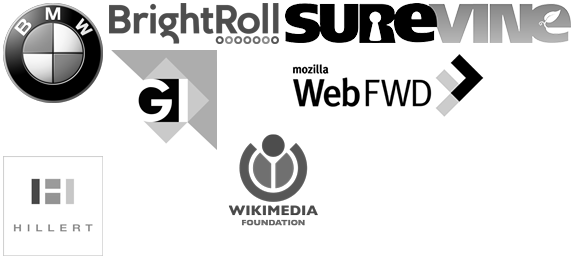 BMW
BrightRoll
SUREVINE
GI
mozilla
WebFWD
HILLERT
WIKIMEDIA
FOUNDATION